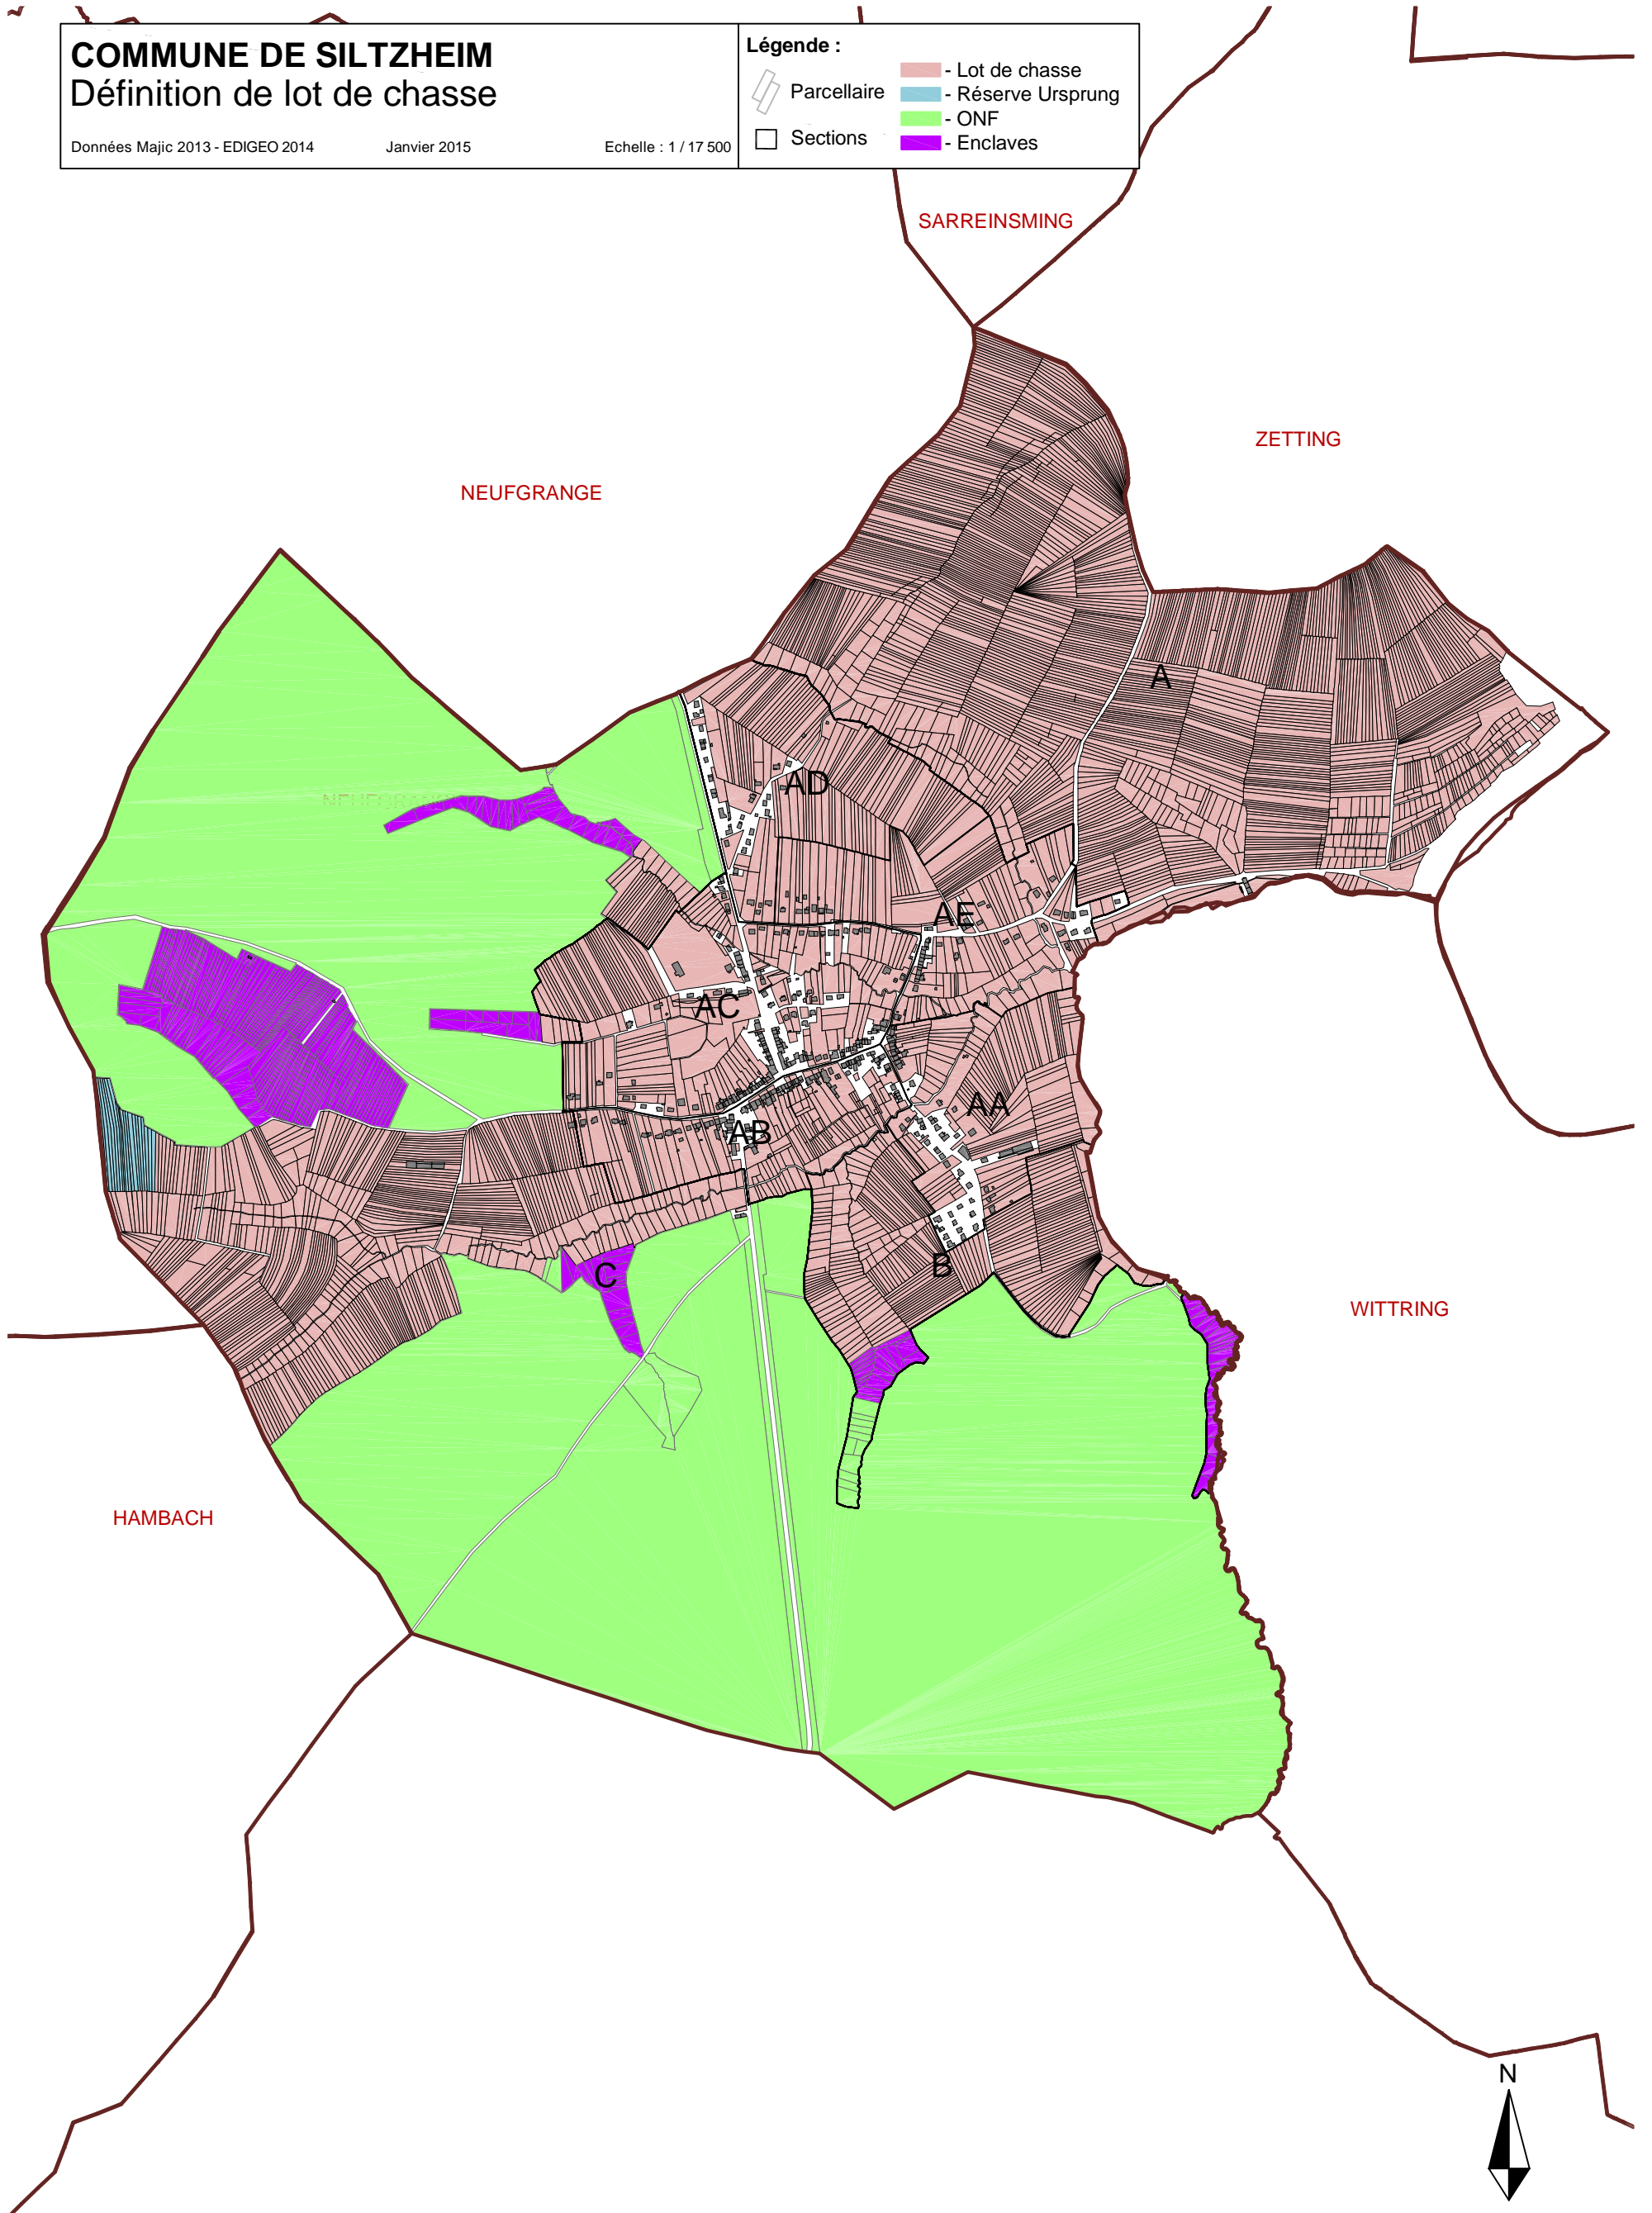 COMMUNE DE SILTZHEIM
Définition de lot de chasse
Données Majic 2013 - EDIGEO 2014 Janvier 2015 Echelle : 1 / 17 500
Légende :
Parcellaire
Sections
- Lot de chasse
- Réserve Ursprung
- ONF
- Enclaves
SARREINSMING
ZETTING
NEUFGRANGE
A
AD
NEUFGRANGE
AE
AC
AA
AB
B
C
WITTRING
HAMBACH
N